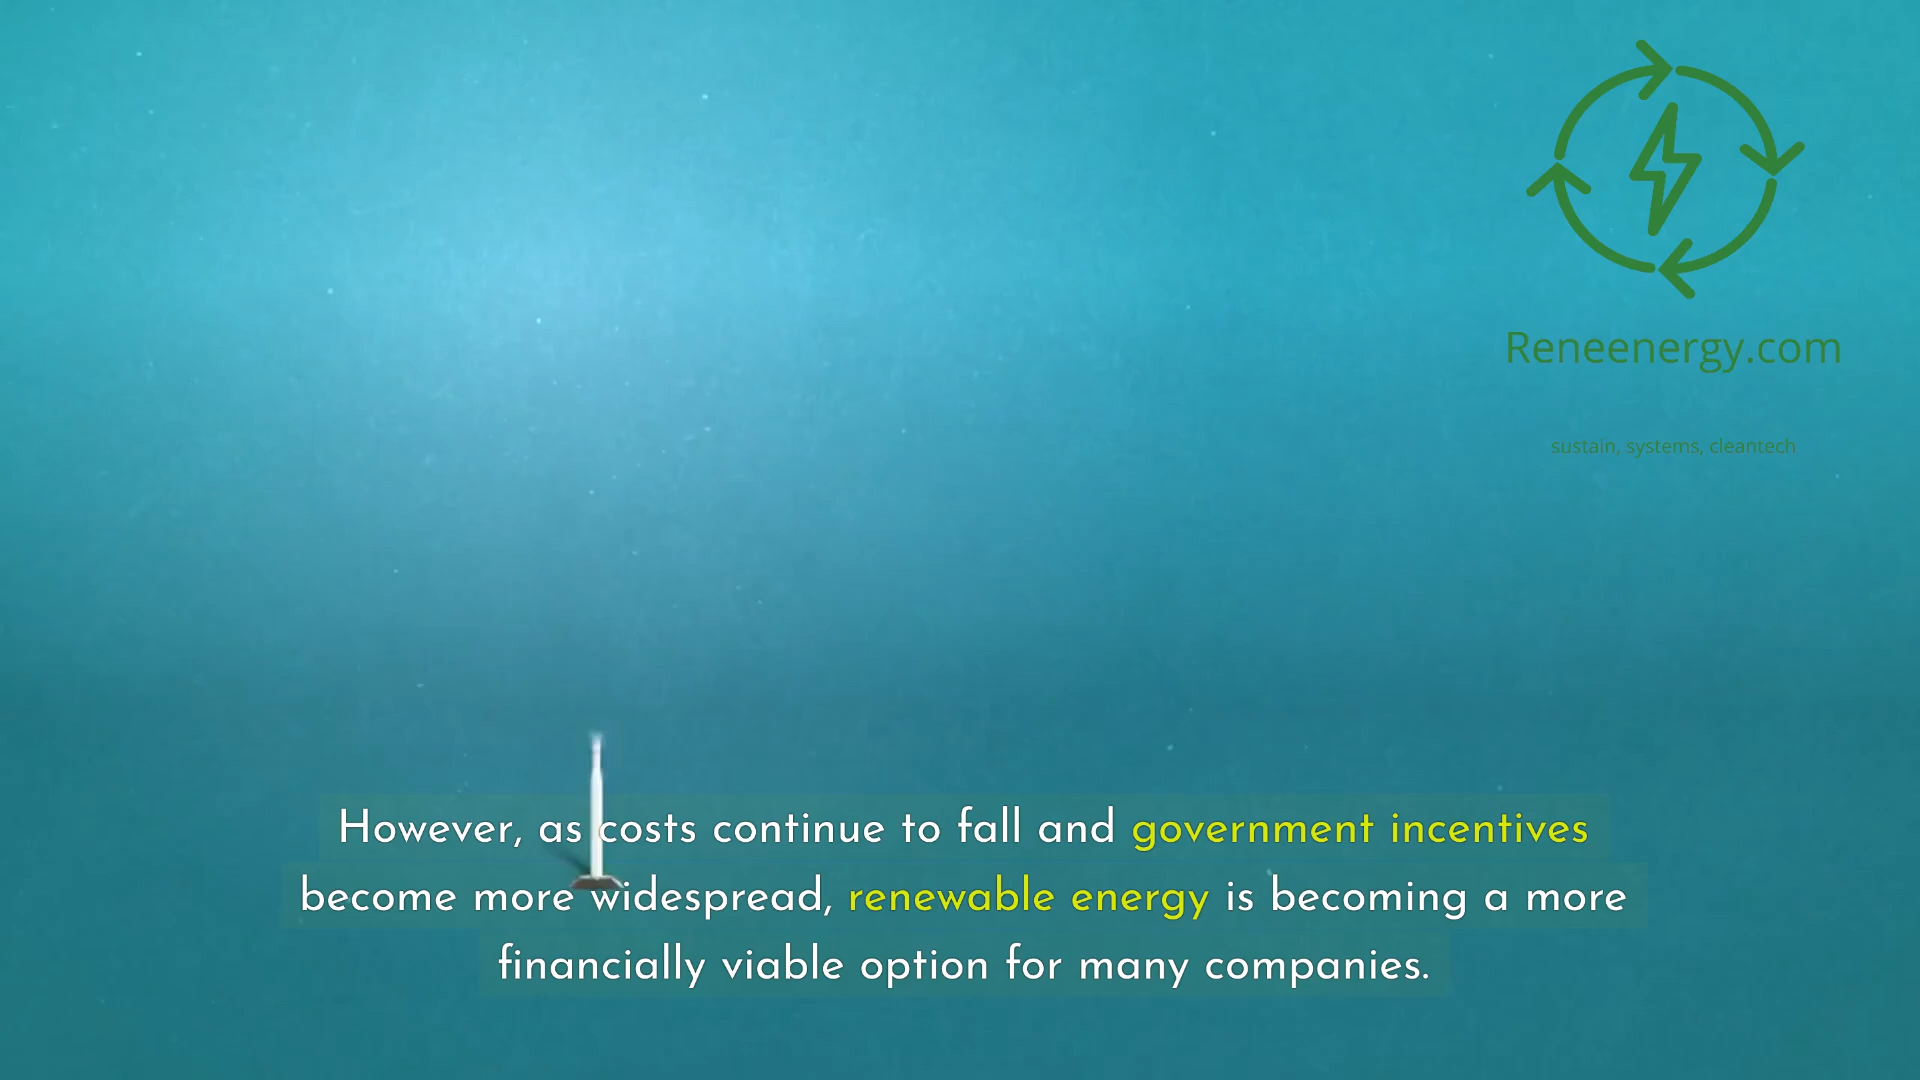 Reneenergy.com
sustain, systems, cleantech
However, as costs continue to fall and government incentives
become more widespread, renewable energy is becoming a more
financially viable option for many companies.